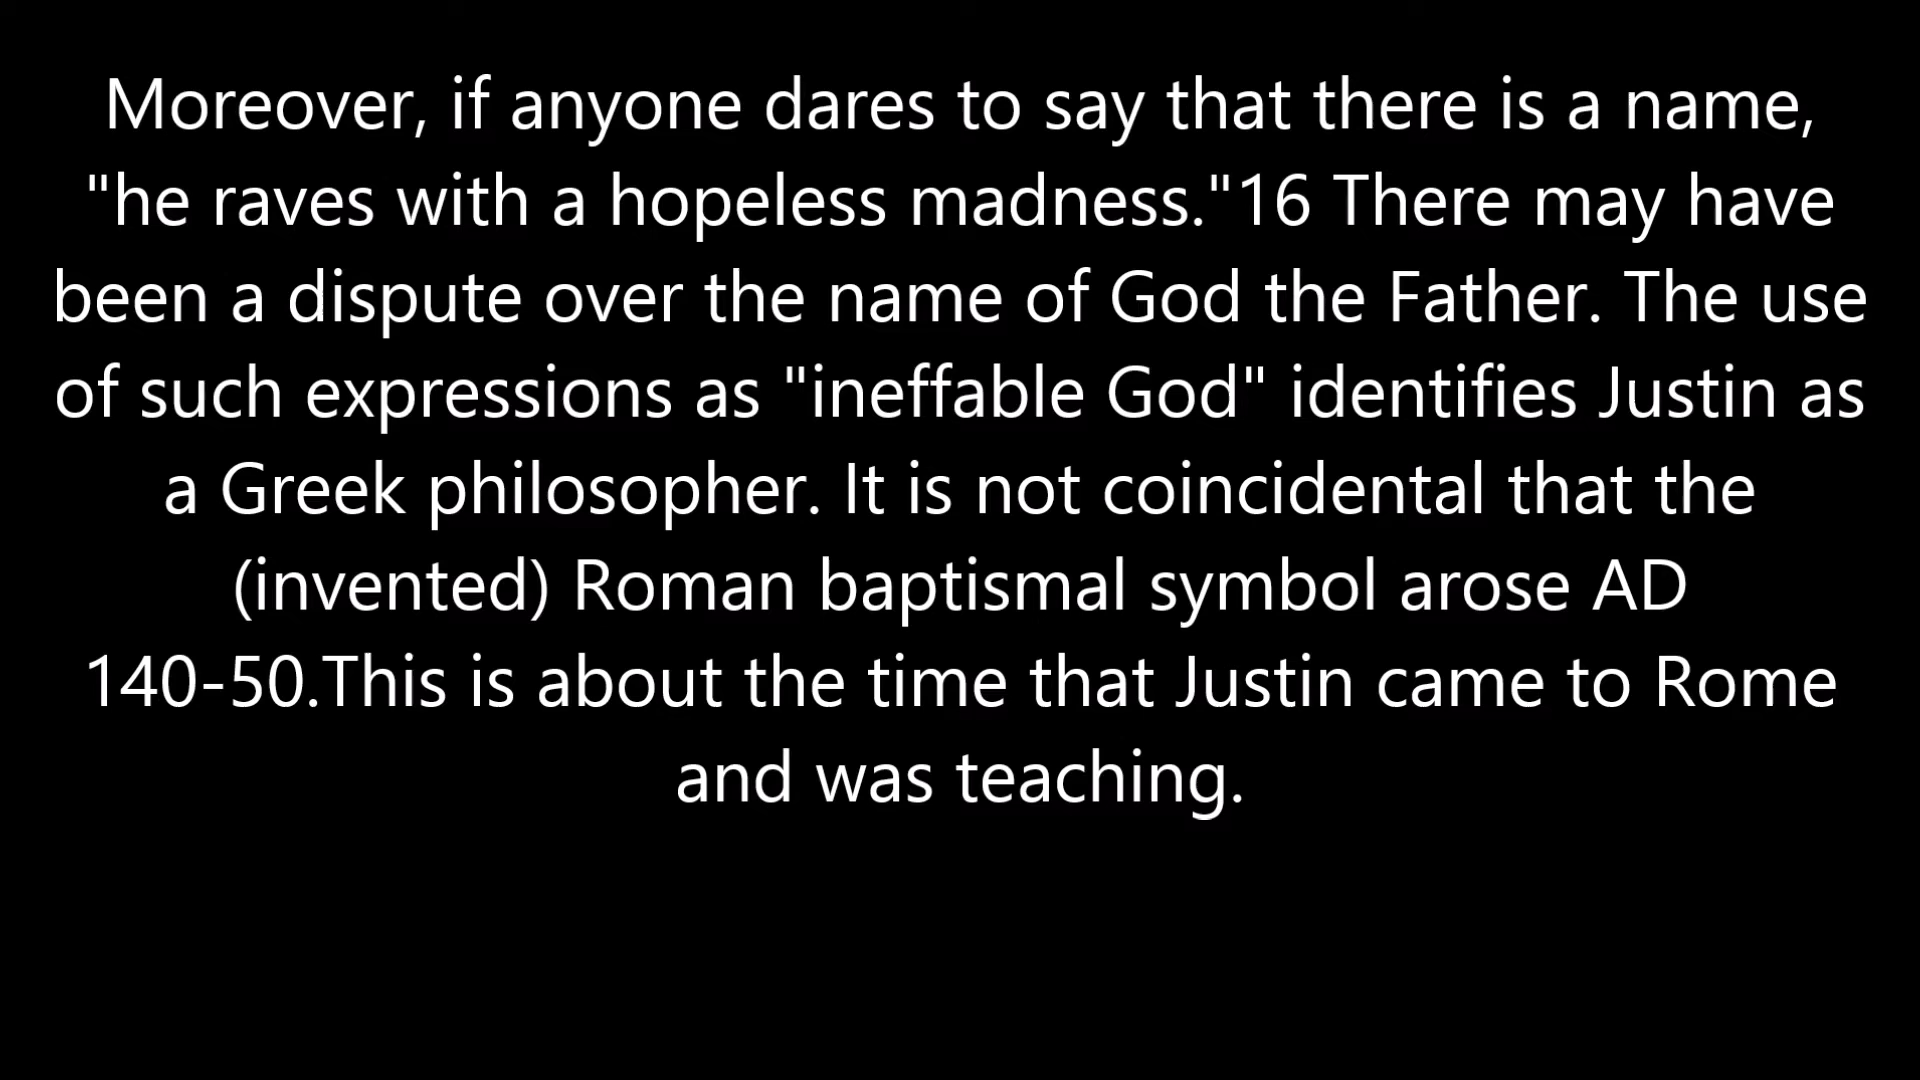 Moreover, if anyone dares to say that there is a name,
"he raves with a hopeless madness."16 There may have
been a dispute over the name of God the Father. The use
of such expressions as "ineffable God" identifies Justin as
a Greek philosopher. It is not coincidental that the
(invented) Roman baptismal symbol arose AD
140-50.This is about the time that Justin came to Rome
and was teaching.